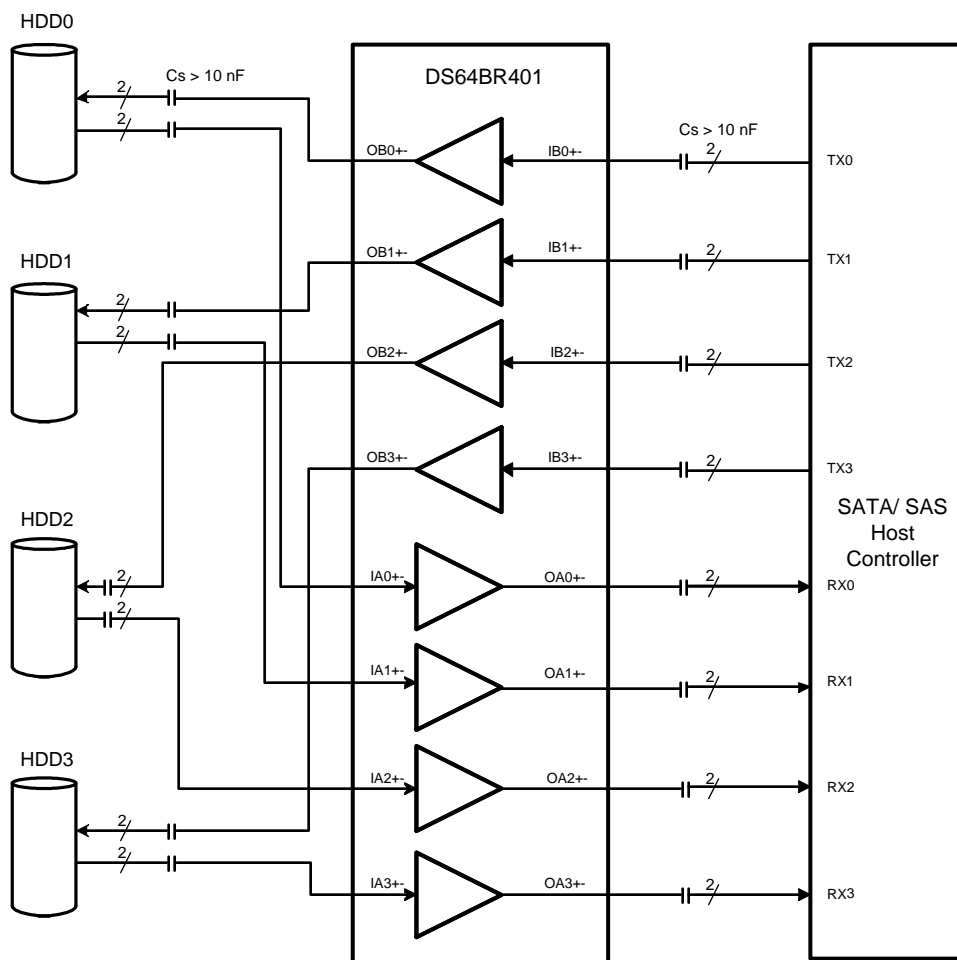 HDD0
Cs > 10 nF
2
2
HDD1
2
2
HDD2
2
2
HDD3
2
2
DS64BR401
OB0+-
IB0+-
OB1+-
IB1+-
OB2+-
IB2+-
OB3+-
IB3+-
IA0+-
OA0+-
IA1+-
OA1+-
IA2+-
OA2+-
IA3+-
OA3+-
Cs > 10 nF
2
2
2
2
2
2
2
2
TX0
TX1
TX2
TX3
SATA/ SAS
Host
Controller
RX0
RX1
RX2
RX3